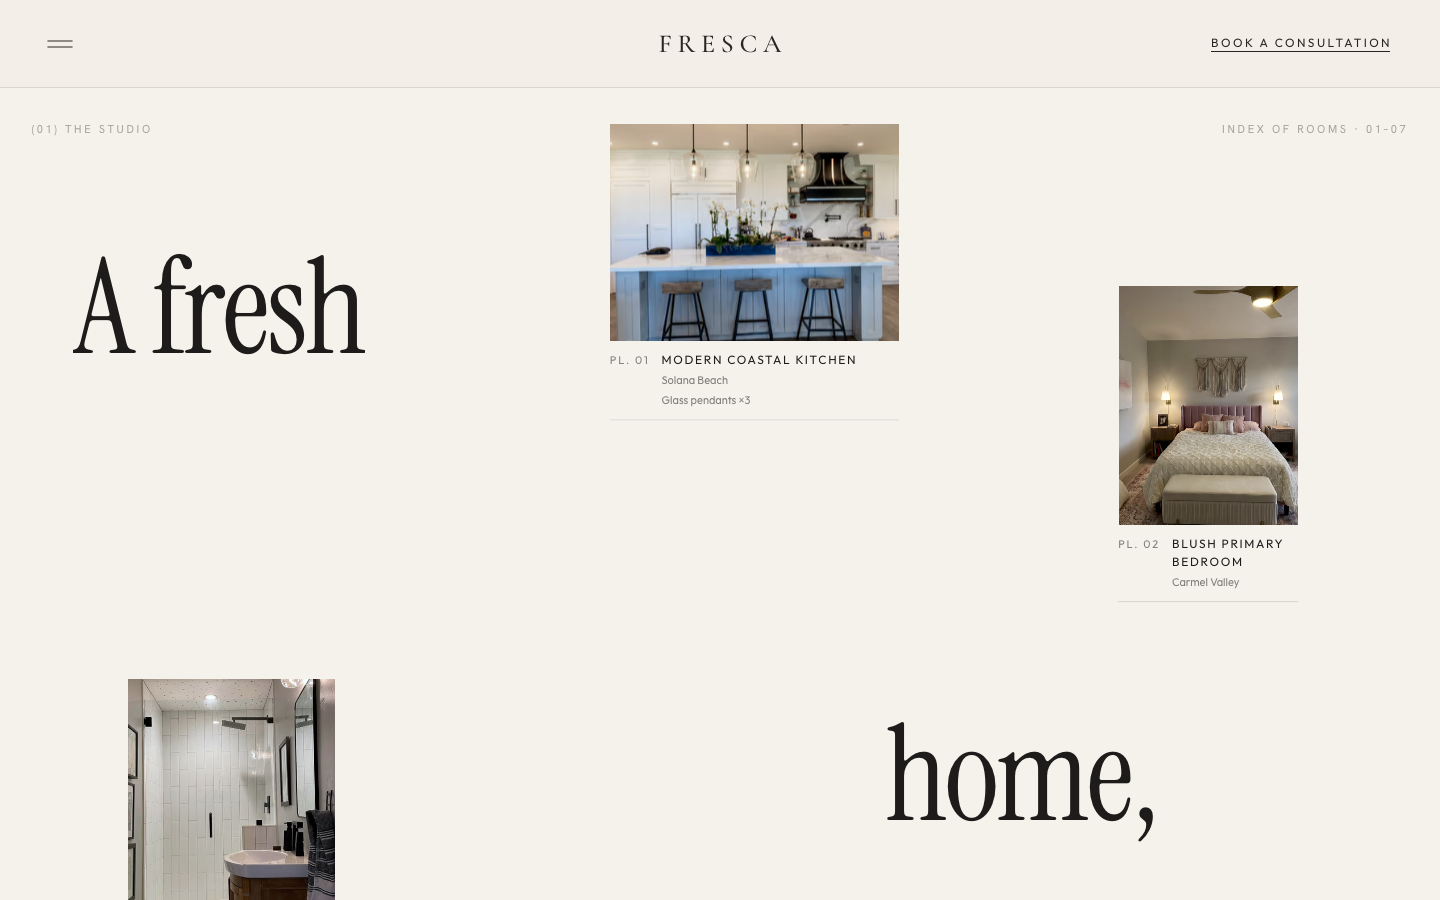 FRESCA
BOOK A CONSULTATION
(01) THE STUDIO
INDEX OF ROOMS · 01–07
A fresh
PL. 01 MODERN COASTAL KITCHEN
Solana Beach
Glass pendants ×3
PL. 02 BLUSH PRIMARY
BEDROOM
Carmel Valley
home,